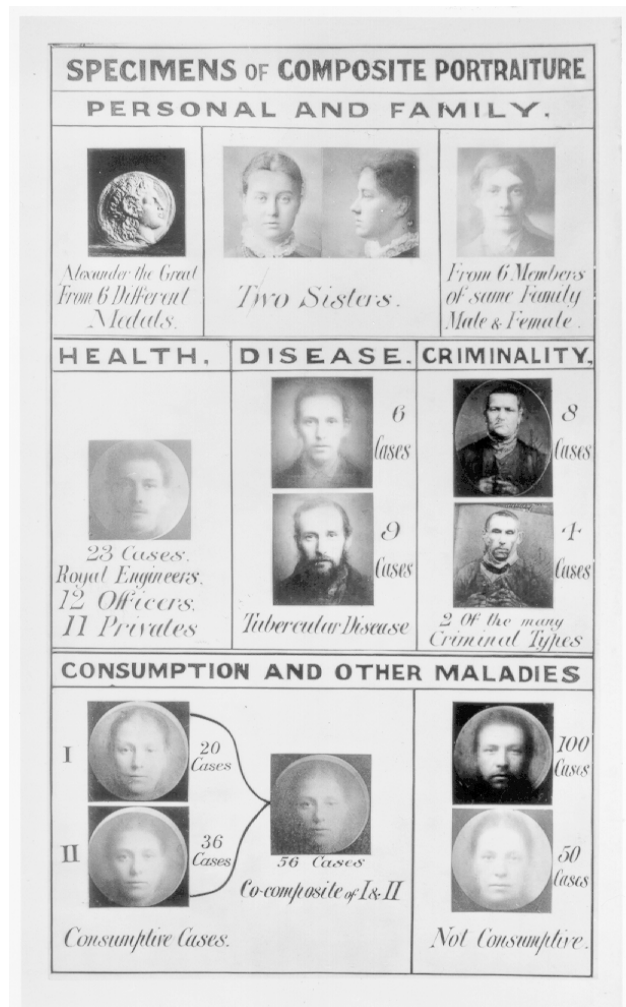 SPECIMENS OF COMPOSITE PORTRAITURE
PERSONAL AND FAMILY.
Alexander the Great
From 6 Different
Medals.
Two Sisters.
From 6 Members
of same Family
Male & Female.
HEALTH.
23 Cases.
Royal Engineers.
12 Officers.
11 Privates
DISEASE.
6
Cases
9
Cases
Tubercular Disease
CRIMINALITY.
8
Cases
4
Cases
2 Of the many
Criminal Types
CONSUMPTION AND OTHER MALADIES
I
20
Cases
II
36
Cases
56 Cases
Co-composite of I & II
Consumptive Cases.
100
Cases
50
Cases
Not Consumptive.